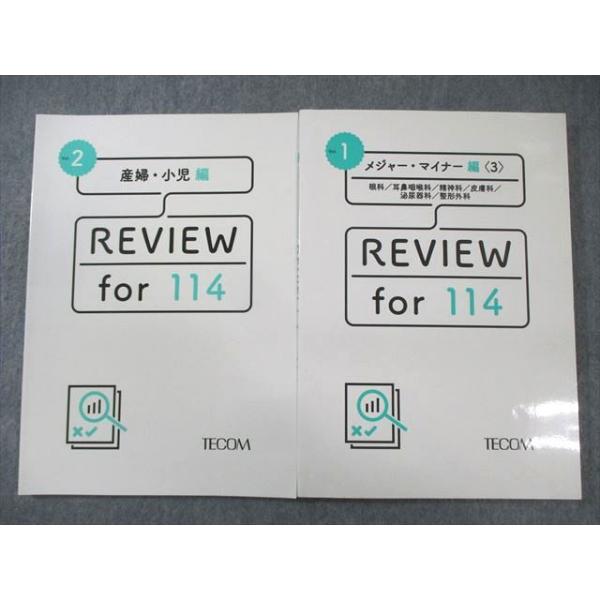 Vol. 2
産婦・小児 編
REVIEW
for 114
TECOM
Vol. 1
メジャー・マイナー 編〈3〉
眼科／耳鼻咽喉科／精神科／皮膚科／
泌尿器科／整形外科
REVIEW
for 114
TECOM